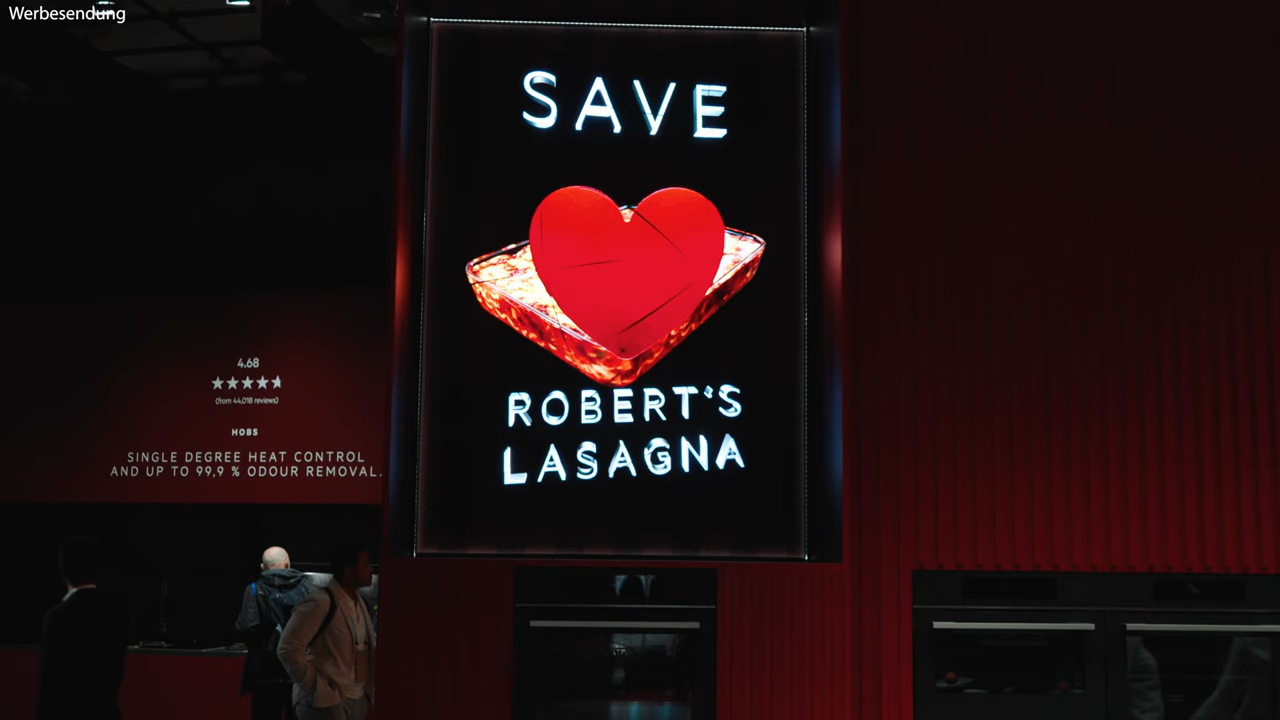 Werbesendung
SAVE
ROBERT'S
LASAGNA
4.68
(from 44,018 reviews)
HOBS
SINGLE DEGREE HEAT CONTROL
AND UP TO 99,9 % ODOUR REMOVAL.